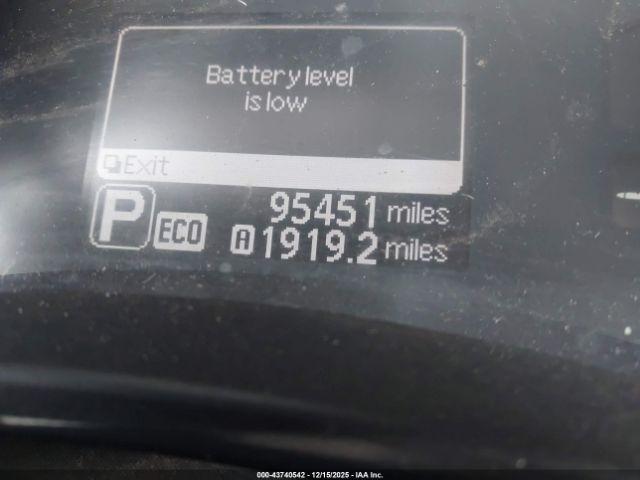 Battery level
is low
Exit
P ECO 95451 miles
A 1919.2 miles
000-43740542 - 12/15/2025 - IAA Inc.